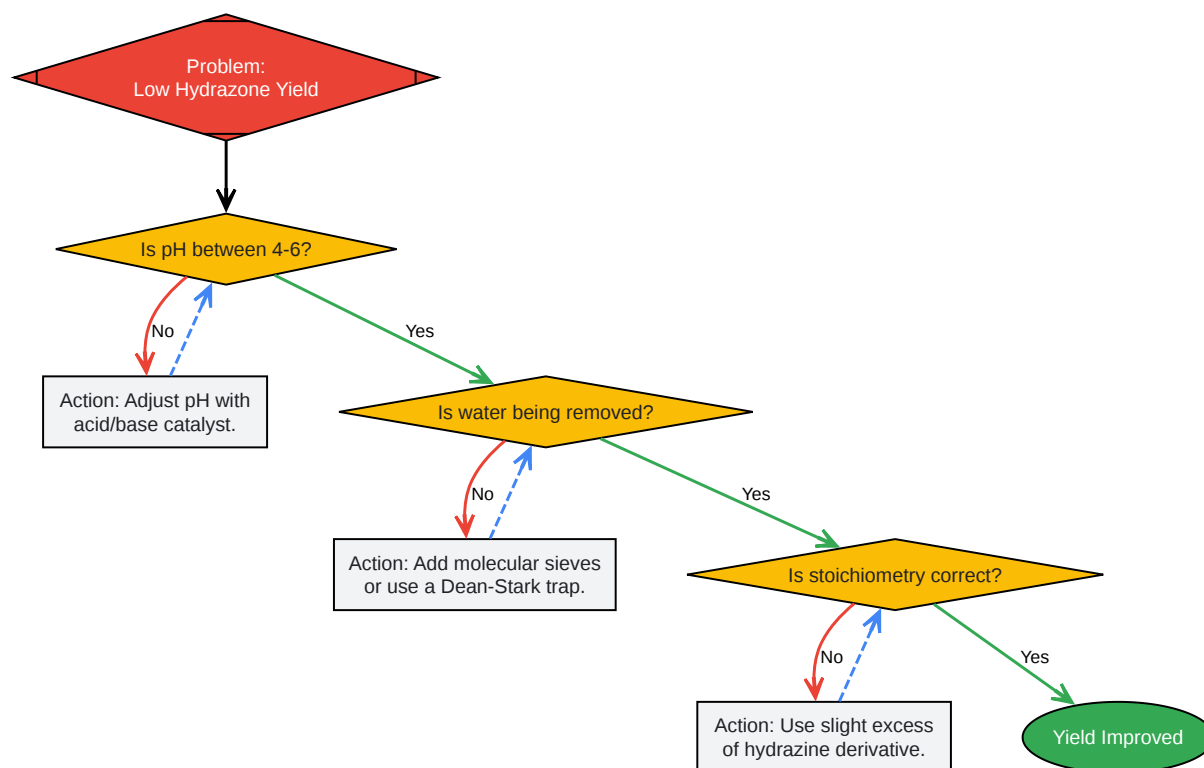 Problem:
Low Hydrazone Yield
Is pH between 4-6?
No
Yes
Action: Adjust pH with
acid/base catalyst.
Is water being removed?
No
Yes
Action: Add molecular sieves
or use a Dean-Stark trap.
Is stoichiometry correct?
No
Yes
Action: Use slight excess
of hydrazine derivative.
Yield Improved